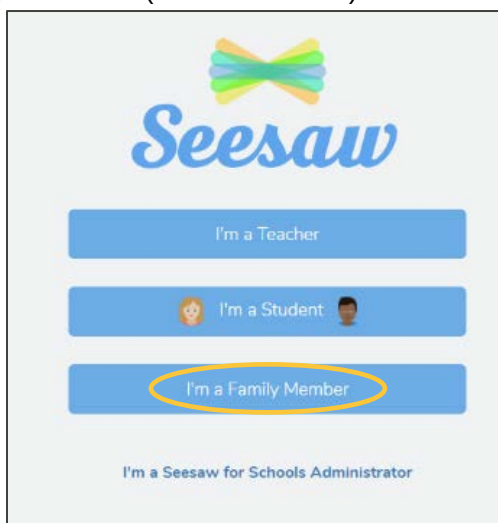 Seesaw
I'm a Teacher
I'm a Student
I'm a Family Member
I'm a Seesaw for Schools Administrator